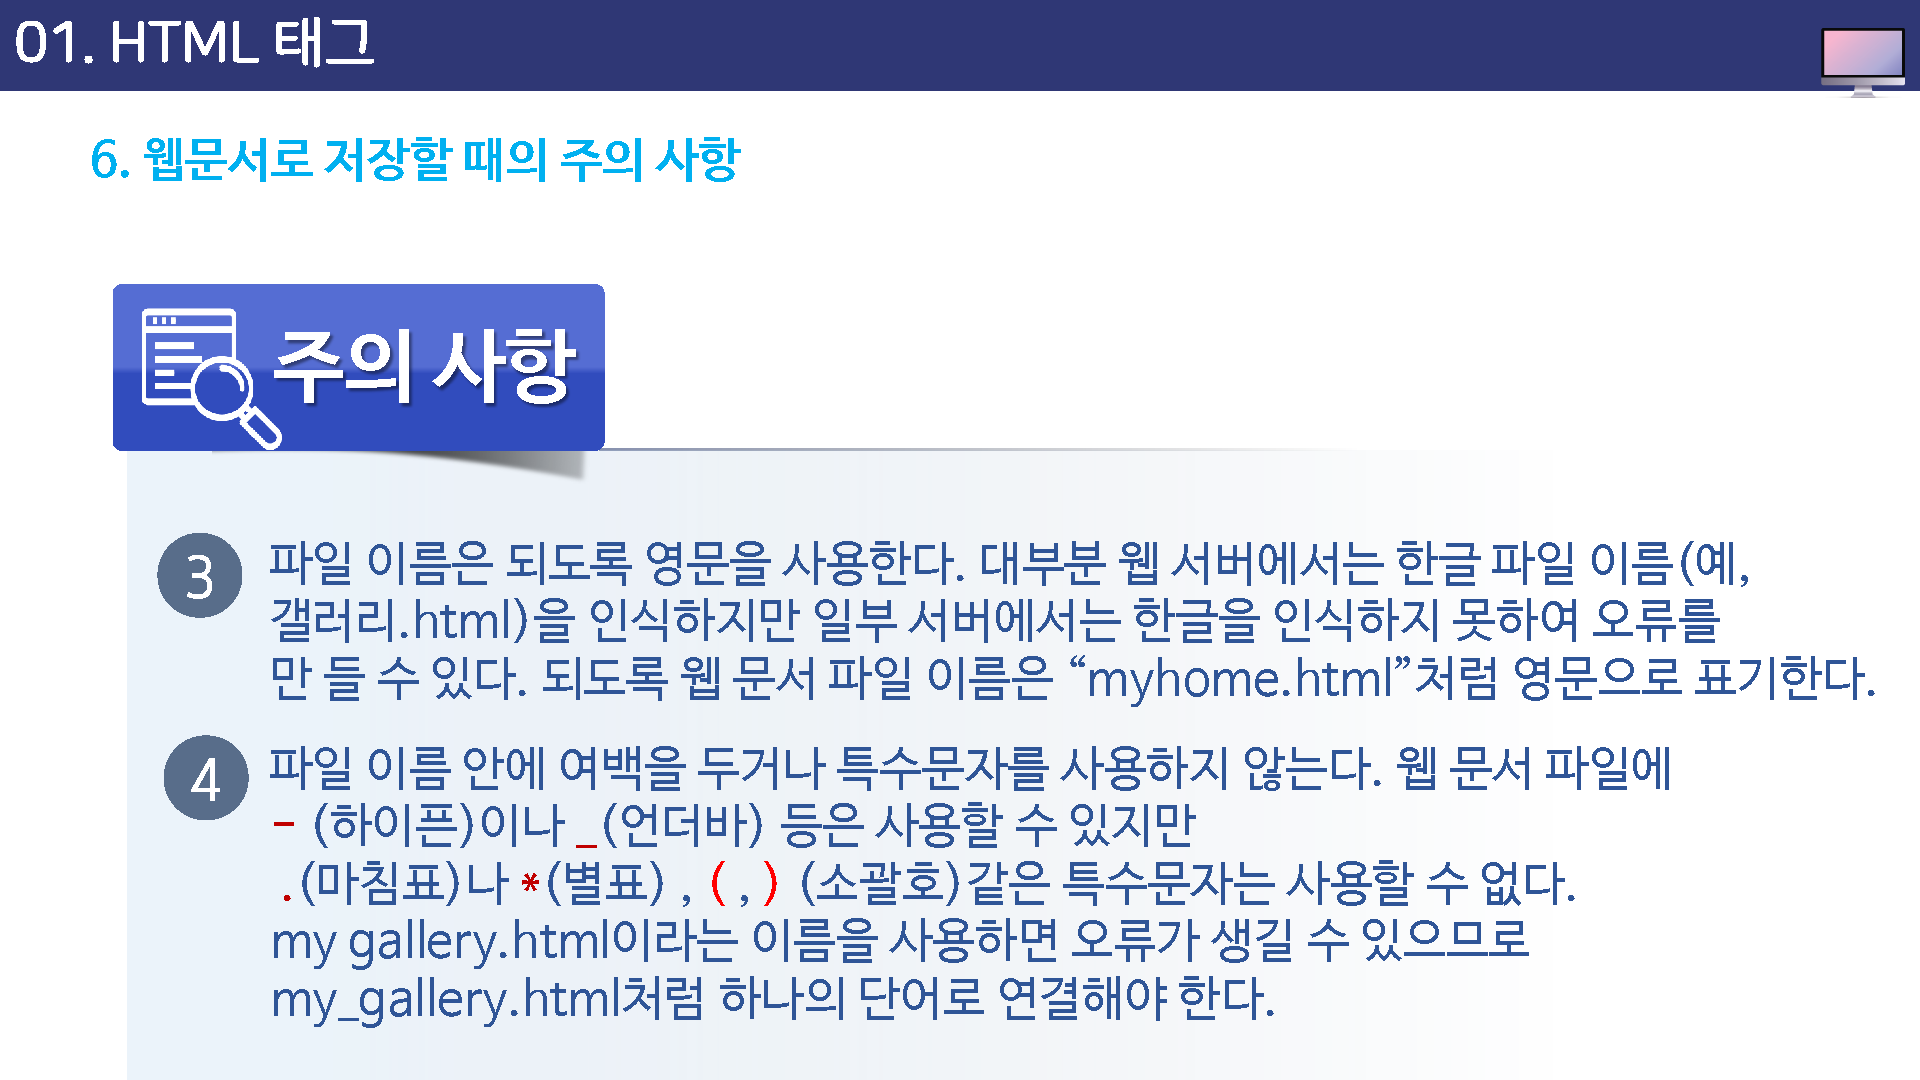 01. HTML 태그
6. 웹문서로 저장할 때의 주의 사항
주의 사항
3 파일 이름은 되도록 영문을 사용한다. 대부분 웹 서버에서는 한글 파일 이름(예,
갤러리.html)을 인식하지만 일부 서버에서는 한글을 인식하지 못하여 오류를
만 들 수 있다. 되도록 웹 문서 파일 이름은 “myhome.html”처럼 영문으로 표기한다.
4 파일 이름 안에 여백을 두거나 특수문자를 사용하지 않는다. 웹 문서 파일에
- (하이픈)이나 _(언더바) 등은 사용할 수 있지만
.(마침표)나 *(별표) , ( , ) (소괄호)같은 특수문자는 사용할 수 없다.
my gallery.html이라는 이름을 사용하면 오류가 생길 수 있으므로
my_gallery.html처럼 하나의 단어로 연결해야 한다.